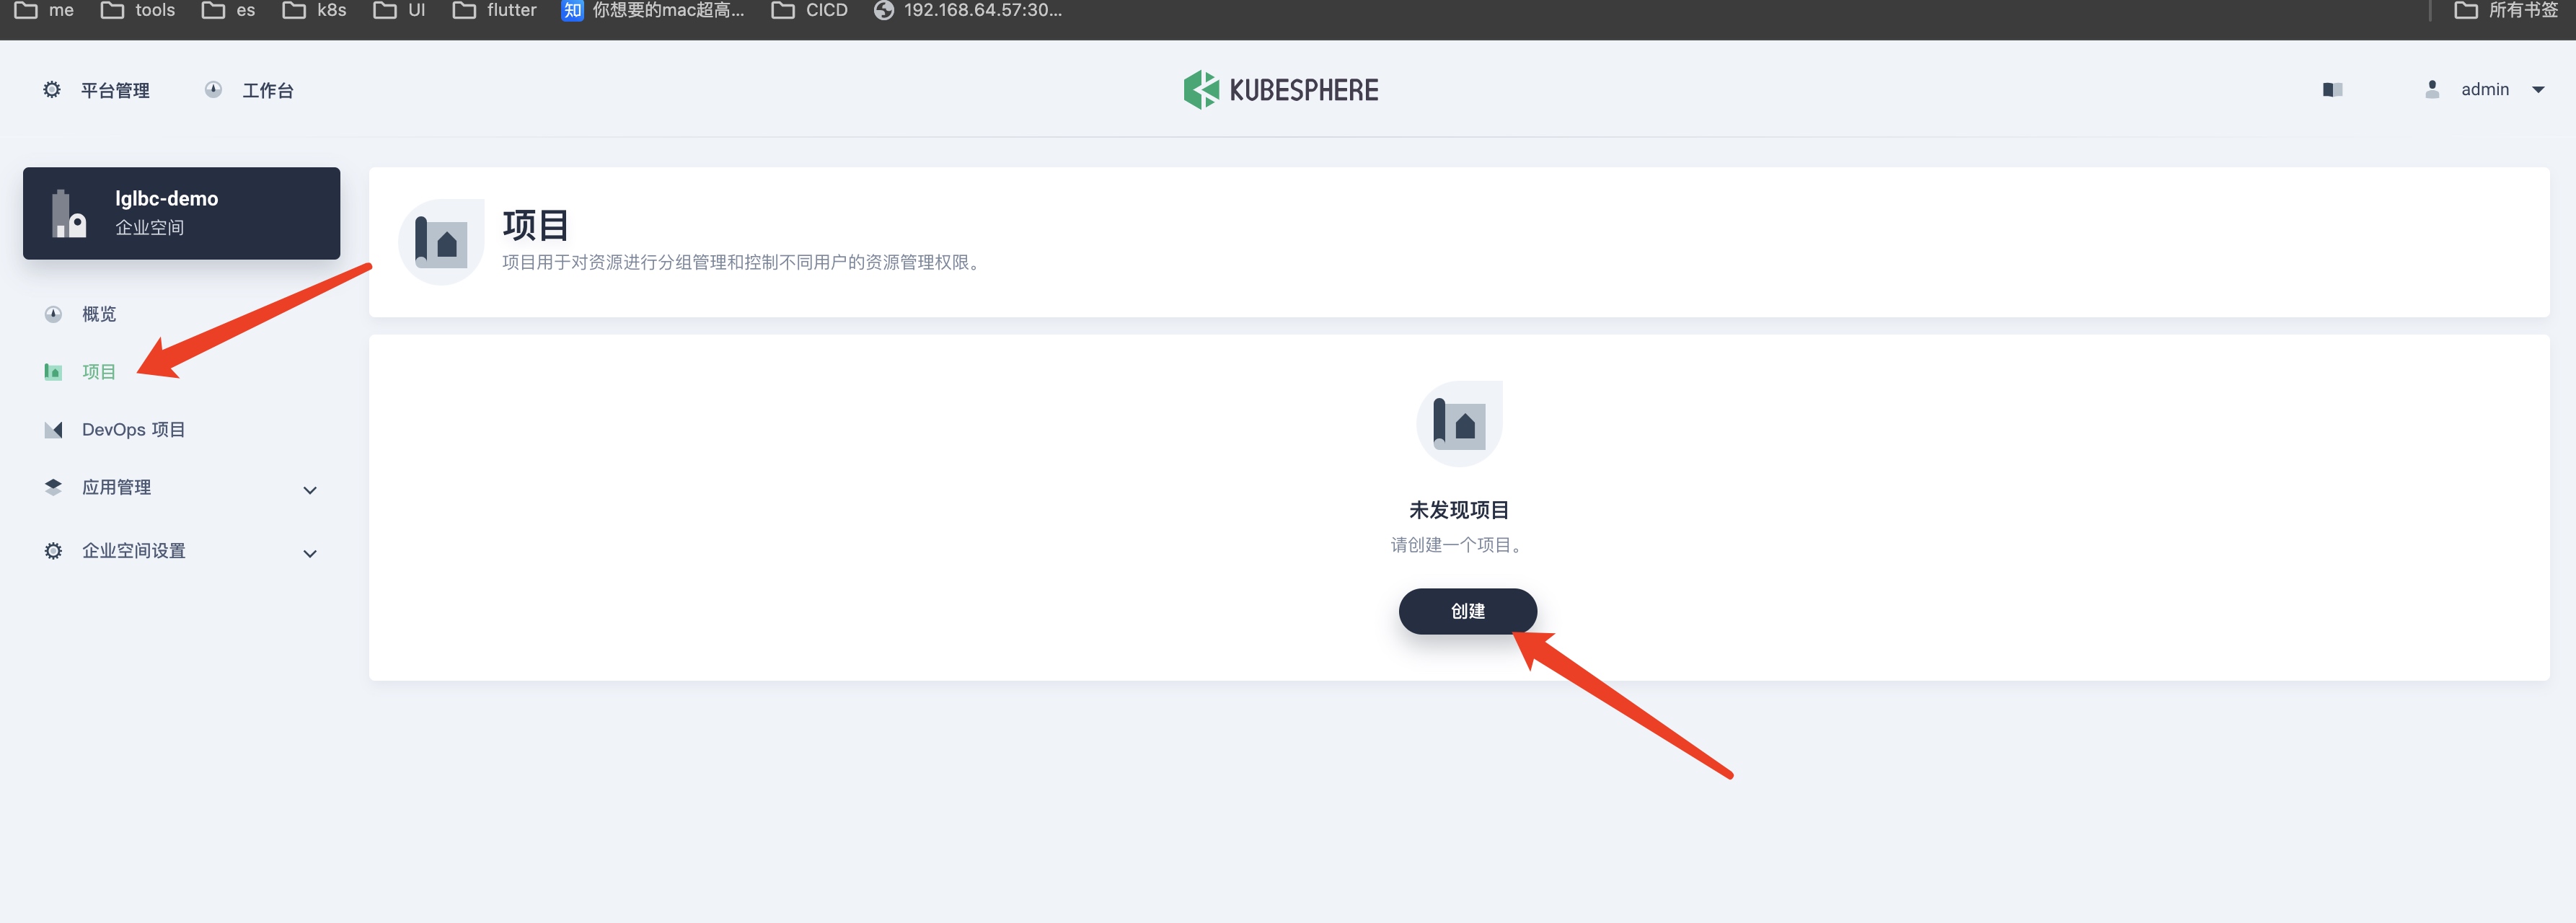 me tools es k8s UI flutter 知 你想要的mac超高... CICD 192.168.64.57:30... 所有书签
平台管理 工作台 KUBESPHERE admin
lglbc-demo
企业空间
概览
项目
DevOps 项目
应用管理
企业空间设置
项目
项目用于对资源进行分组管理和控制不同用户的资源管理权限。
未发现项目
请创建一个项目。
创建